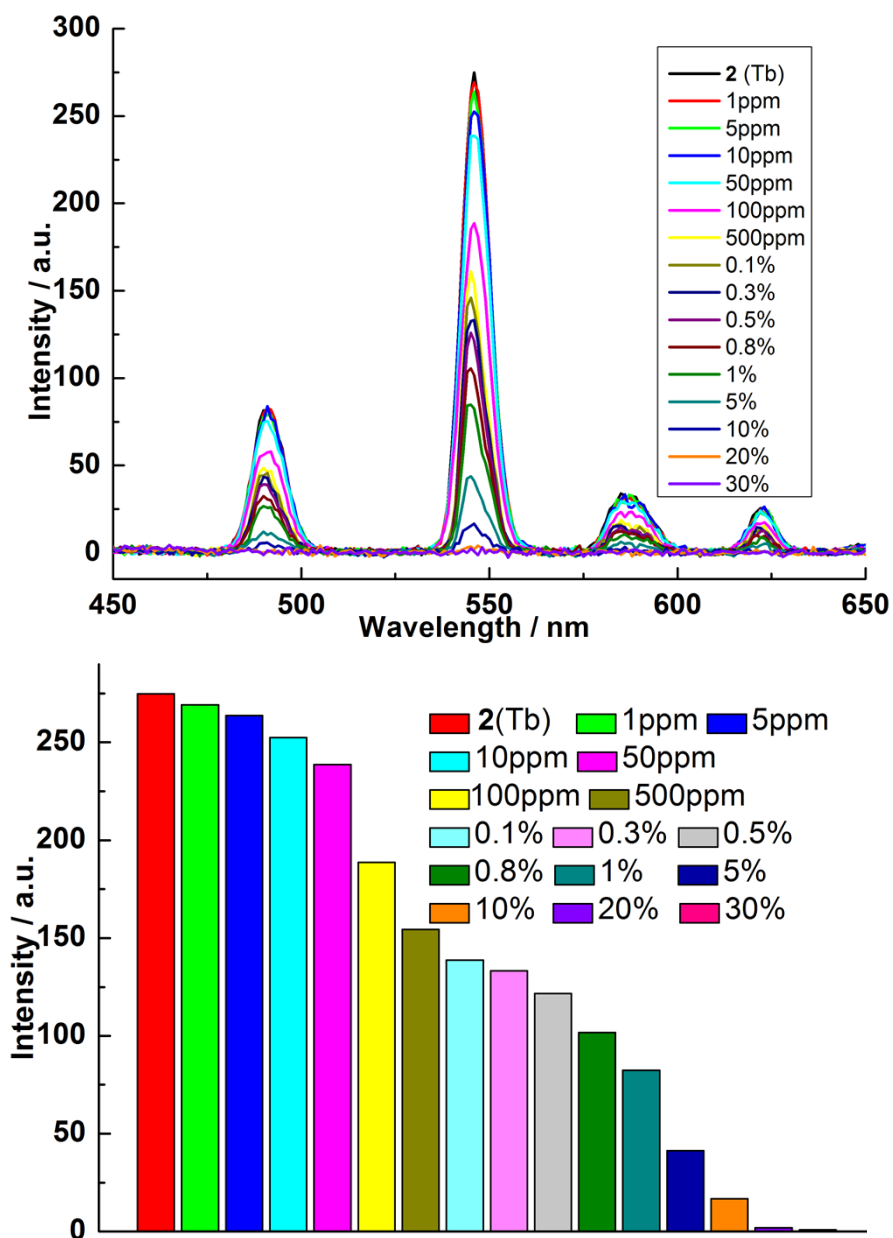 300
250
200
150
100
50
0
Intensity / a.u.
2 (Tb)
1ppm
5ppm
10ppm
50ppm
100ppm
500ppm
0.1%
0.3%
0.5%
0.8%
1%
5%
10%
20%
30%
450 500 550 600 650
Wavelength / nm
250
200
150
100
50
0
Intensity / a.u.
2(Tb) 1ppm 5ppm
10ppm 50ppm
100ppm 500ppm
0.1% 0.3% 0.5%
0.8% 1% 5%
10% 20% 30%